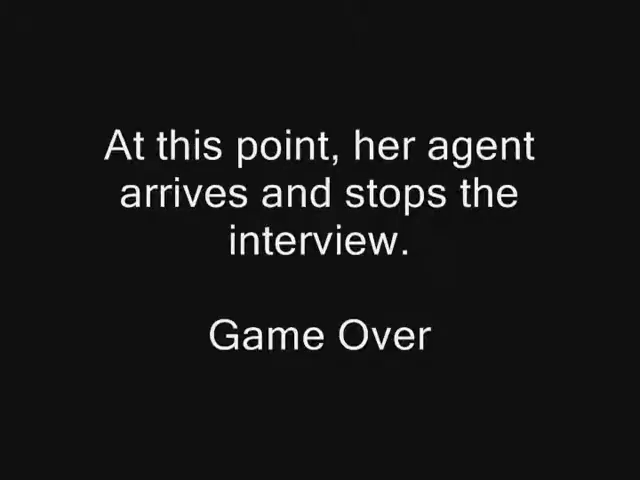 At this point, her agent
arrives and stops the
interview.
Game Over